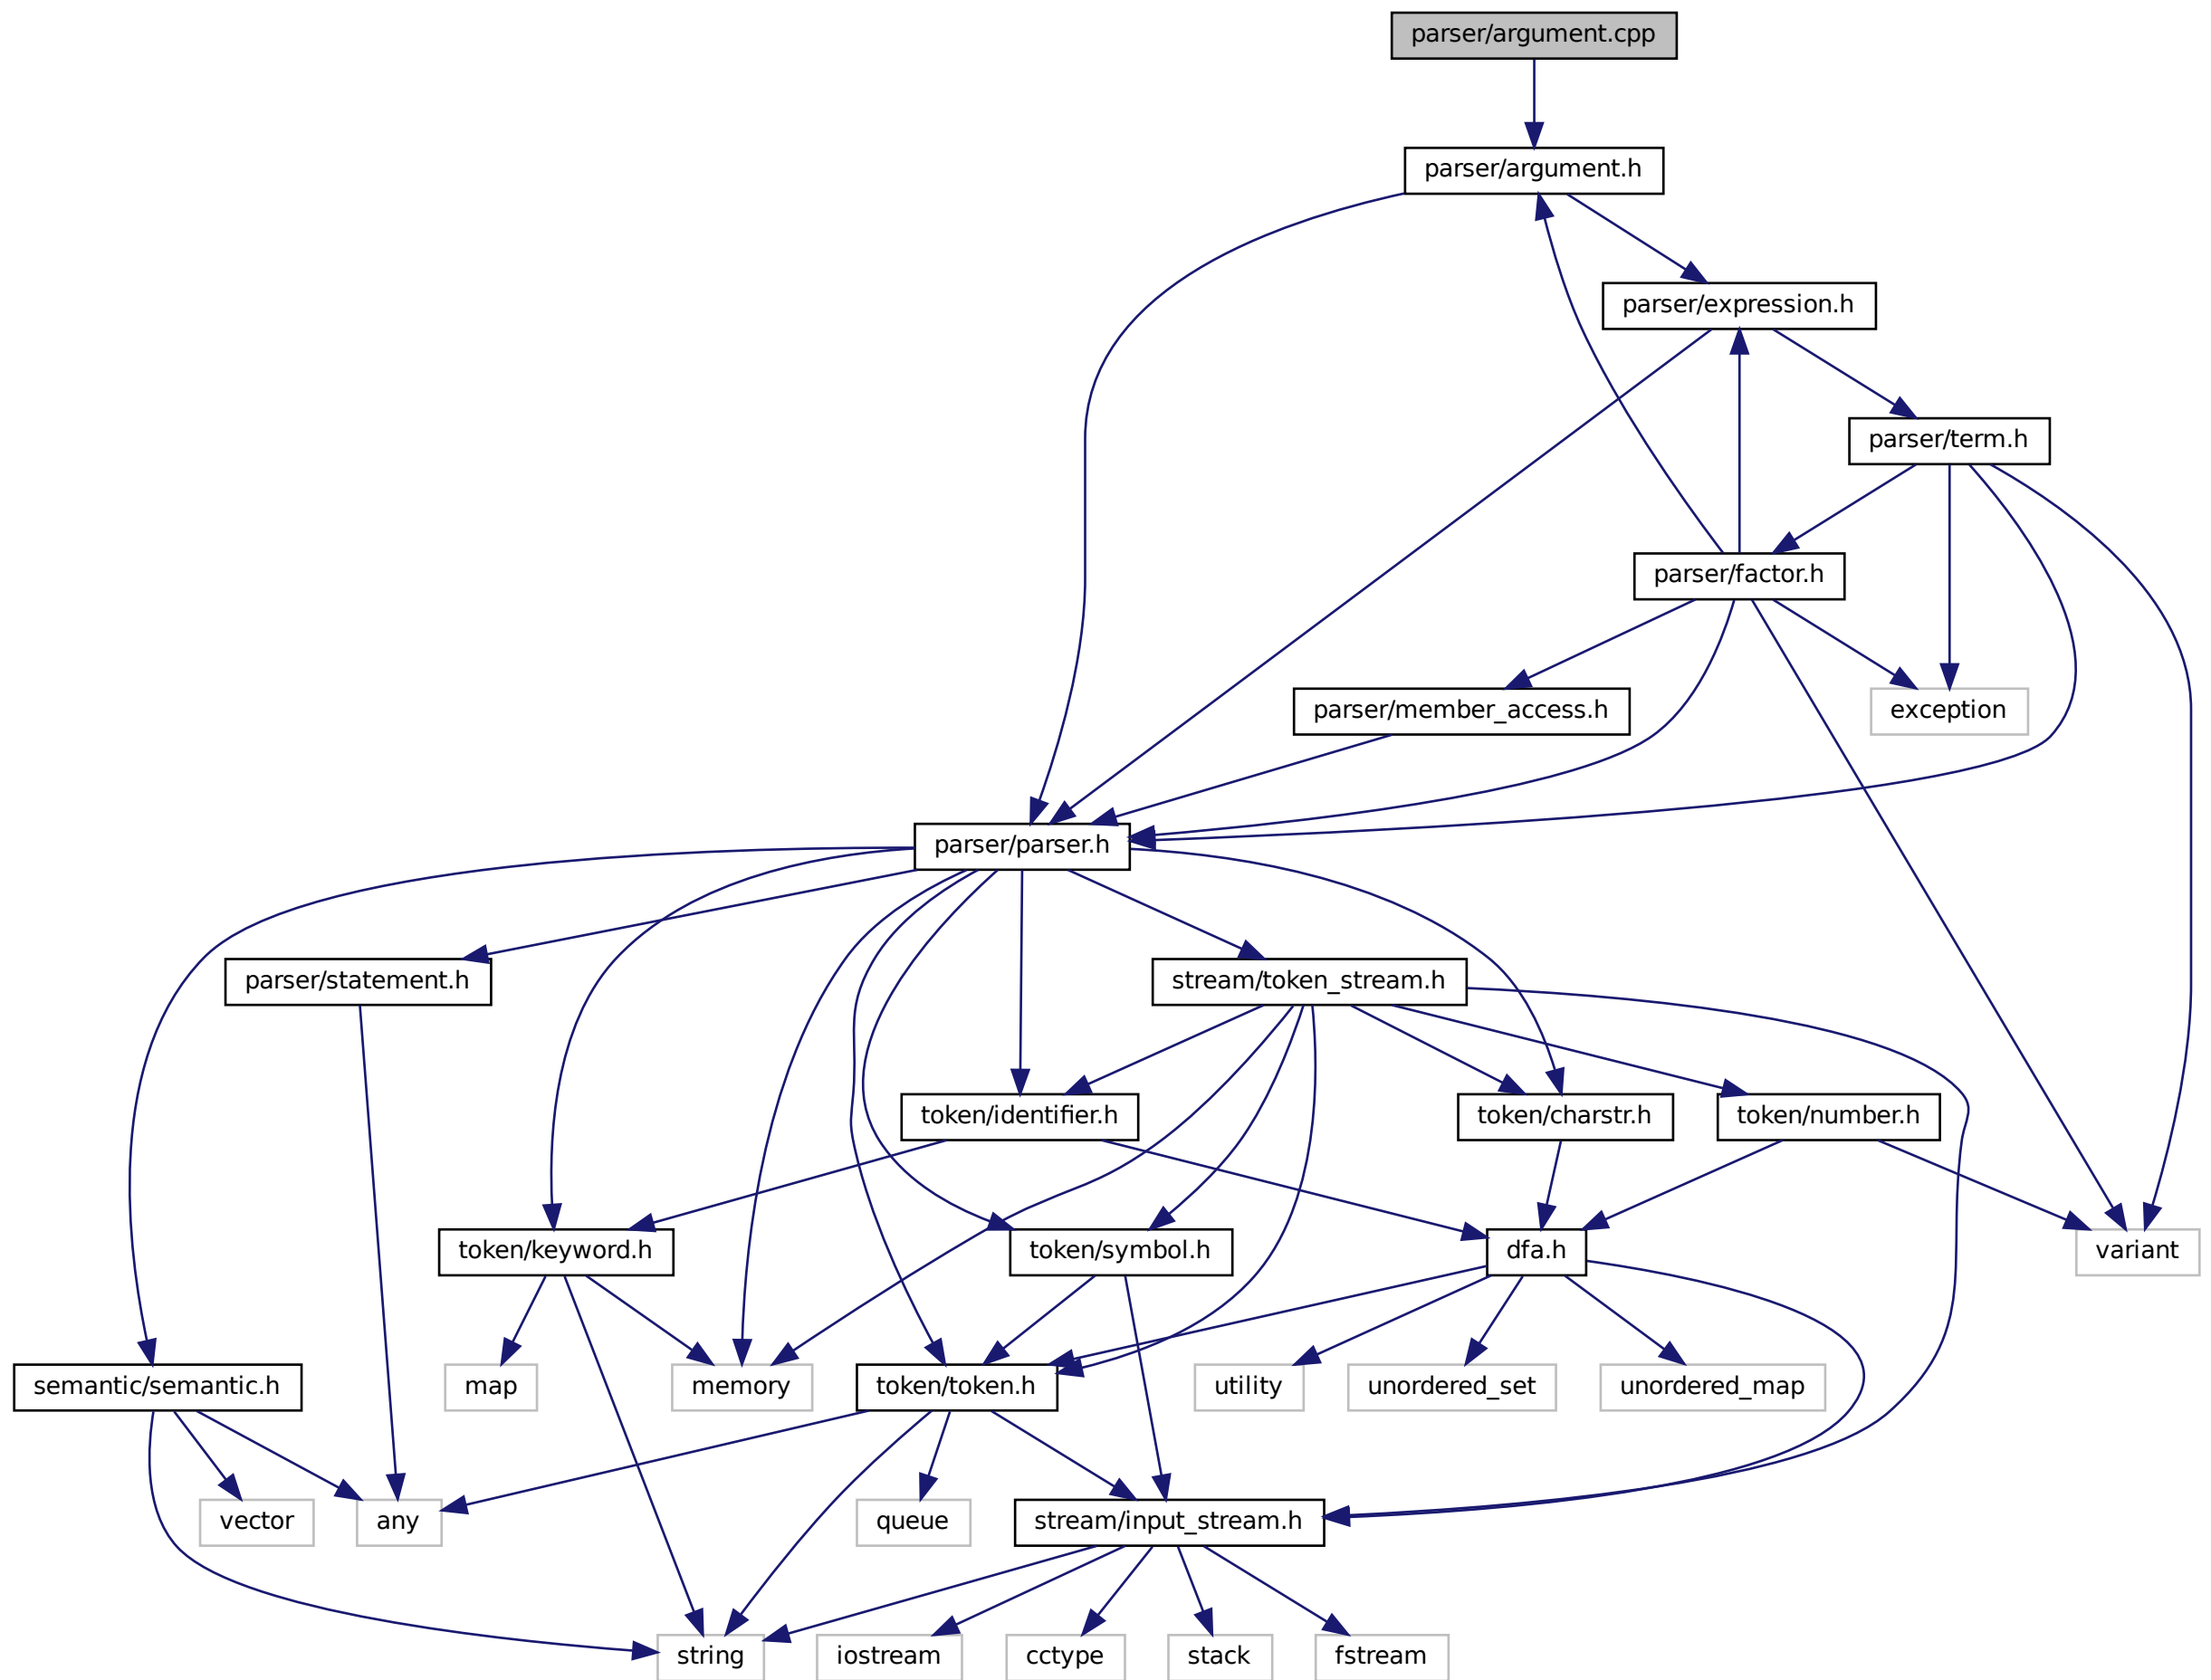 parser/argument.cpp
parser/argument.h
parser/expression.h
parser/term.h
parser/factor.h
parser/member_access.h
exception
parser/parser.h
parser/statement.h
stream/token_stream.h
token/identifier.h
token/charstr.h
token/number.h
token/keyword.h
token/symbol.h
dfa.h
variant
semantic/semantic.h
map
memory
token/token.h
utility
unordered_set
unordered_map
vector
any
queue
stream/input_stream.h
string
iostream
cctype
stack
fstream